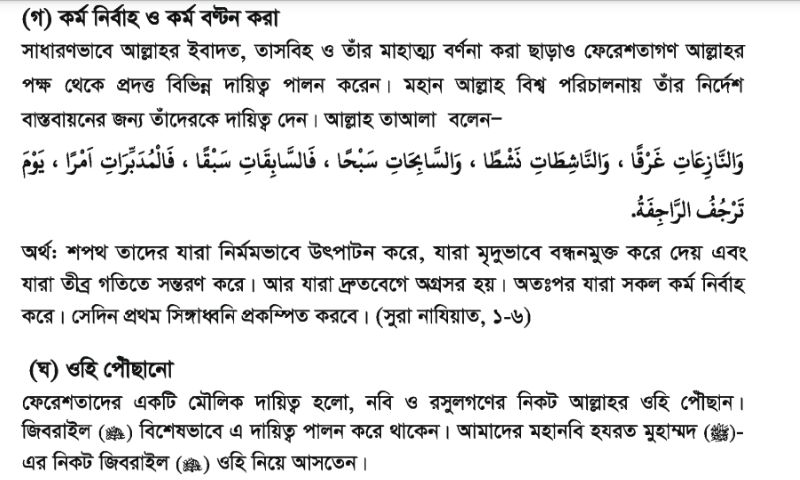 (গ) কর্ম নির্বাহ ও কর্ম বণ্টন করা
সাধারণভাবে আল্লাহর ইবাদত, তাসবিহ ও তাঁর মাহাত্ম্য বর্ণনা করা ছাড়াও ফেরেশতাগণ আল্লাহর
পক্ষ থেকে প্রদত্ত বিভিন্ন দায়িত্ব পালন করেন। মহান আল্লাহ বিশ্ব পরিচালনায় তাঁর নির্দেশ
বাস্তবায়নের জন্য তাঁদেরকে দায়িত্ব দেন। আল্লাহ তাআলা বলেন–
وَالنَّازِعَاتِ غَرْقًا ، وَالنَّاشِطَاتِ نَشْطًا ، وَالسَّابِحَاتِ سَبْحًا ، فَالسَّابِقَاتِ سَبْقًا ، فَالْمُدَبِّرَاتِ اَمْرًا ، يَوْمَ
تَرْجُفُ الرَّاجِفَةُ.
অর্থ: শপথ তাদের যারা নির্মমভাবে উৎপাটন করে, যারা মৃদুভাবে বন্ধনমুক্ত করে দেয় এবং
যারা তীব্র গতিতে সন্তরণ করে। আর যারা দ্রুতবেগে অগ্রসর হয়। অতঃপর যারা সকল কর্ম নির্বাহ
করে। সেদিন প্রথম সিঙ্গাধ্বনি প্রকম্পিত করবে। (সুরা নাযিয়াত, ১-৬)
(ঘ) ওহি পৌঁছানো
ফেরেশতাদের একটি মৌলিক দায়িত্ব হলো, নবি ও রসুলগণের নিকট আল্লাহর ওহি পৌঁছান।
জিবরাইল () বিশেষভাবে এ দায়িত্ব পালন করে থাকেন। আমাদের মহানবি হযরত মুহাম্মদ (ﷺ)-
এর নিকট জিবরাইল () ওহি নিয়ে আসতেন।